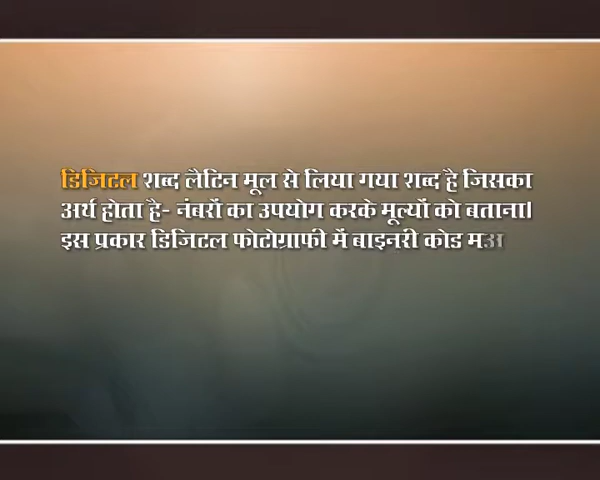 डिजिटल शब्द लैटिन मूल से लिया गया शब्द है जिसका
अर्थ होता है- नंबरों का उपयोग करके मूल्यों को बताना।
इस प्रकार डिजिटल फोटोग्राफी में बाइनरी कोड